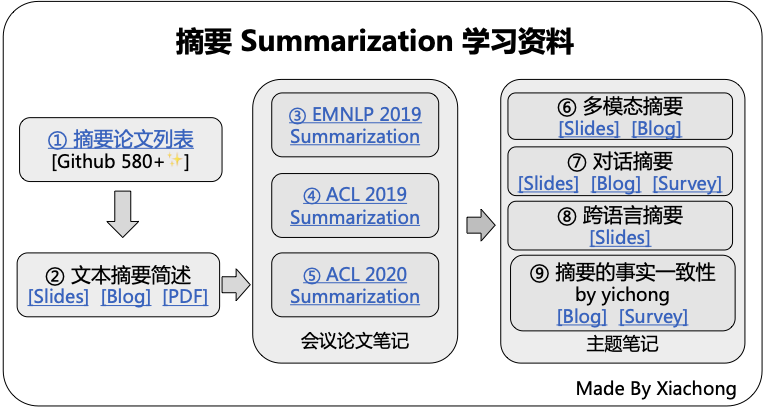 摘要 Summarization 学习资料
① 摘要论文列表
[Github 580+✨]
② 文本摘要简述
[Slides] [Blog] [PDF]
③ EMNLP 2019
Summarization
④ ACL 2019
Summarization
⑤ ACL 2020
Summarization
会议论文笔记
⑥ 多模态摘要
[Slides] [Blog]
⑦ 对话摘要
[Slides] [Blog] [Survey]
⑧ 跨语言摘要
[Slides]
⑨ 摘要的事实一致性
by yichong
[Blog] [Survey]
主题笔记
Made By Xiachong